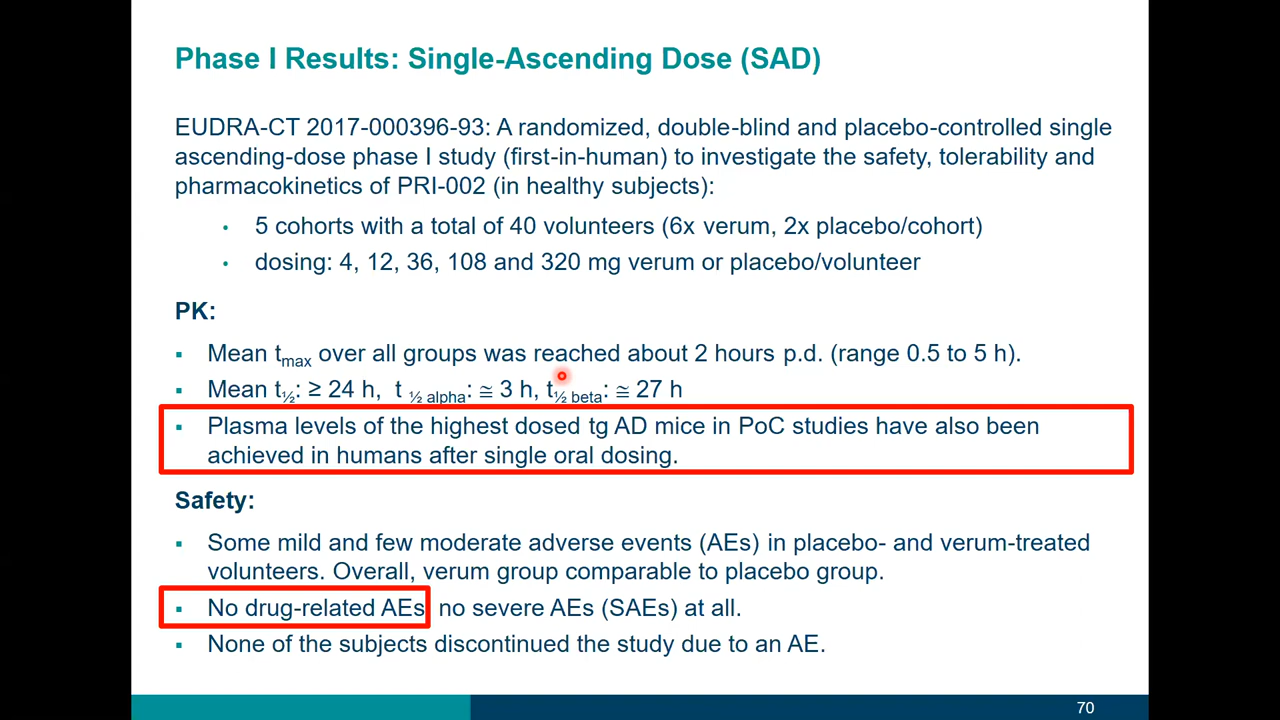 Phase I Results: Single-Ascending Dose (SAD)
EUDRA-CT 2017-000396-93: A randomized, double-blind and placebo-controlled single
ascending-dose phase I study (first-in-human) to investigate the safety, tolerability and
pharmacokinetics of PRI-002 (in healthy subjects):
• 5 cohorts with a total of 40 volunteers (6x verum, 2x placebo/cohort)
• dosing: 4, 12, 36, 108 and 320 mg verum or placebo/volunteer
PK:
▪ Mean tmax over all groups was reached about 2 hours p.d. (range 0.5 to 5 h).
▪ Mean t½: ≥ 24 h, t ½ alpha: ≅ 3 h, t½ beta: ≅ 27 h
▪ Plasma levels of the highest dosed tg AD mice in PoC studies have also been
achieved in humans after single oral dosing.
Safety:
▪ Some mild and few moderate adverse events (AEs) in placebo- and verum-treated
volunteers. Overall, verum group comparable to placebo group.
▪ No drug-related AEs no severe AEs (SAEs) at all.
▪ None of the subjects discontinued the study due to an AE.
70